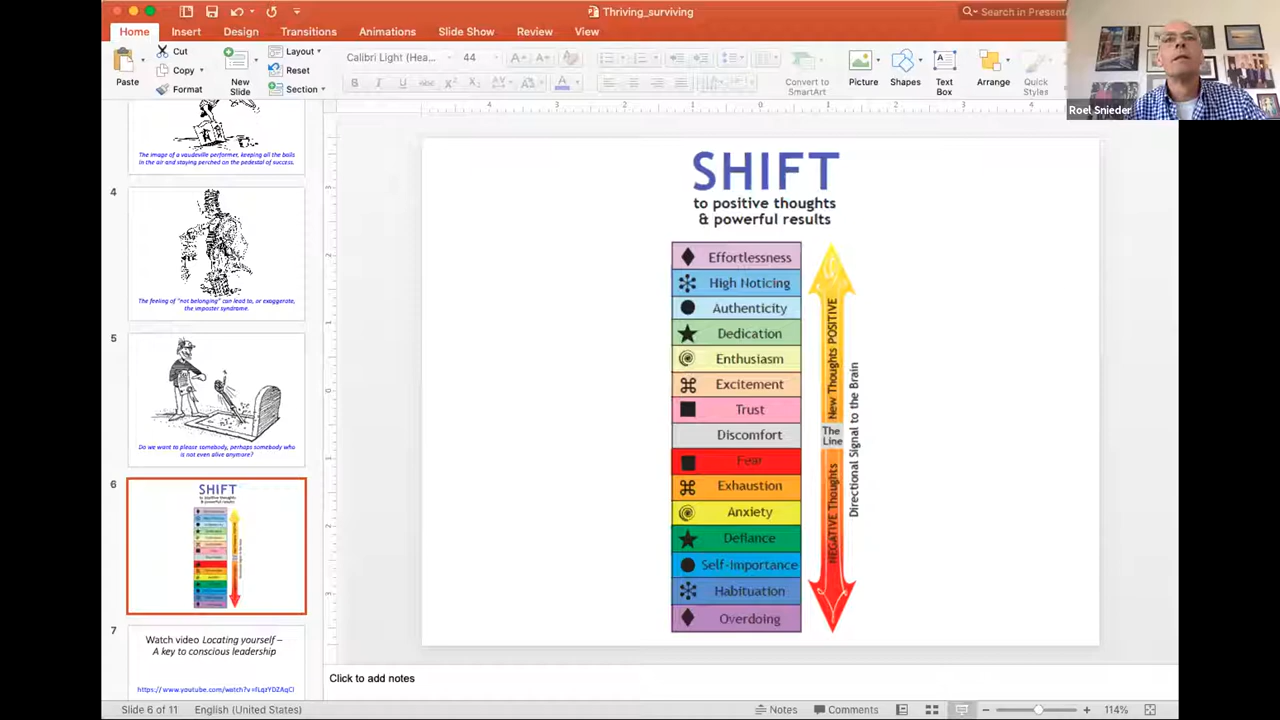 Thriving_surviving
Search in Presenta
Home Insert Design Transitions Animations Slide Show Review View
Cut
Copy
Format
Paste
New
Slide
Layout
Reset
Section
Calibri Light (Hea... 44
Convert to
SmartArt
Picture
Shapes
Text
Box
Arrange
Quick
Styles
Roel Snieder
The image of a vaudeville performer, keeping all the balls
in the air and staying perched on the pedestal of success.
4
The feeling of "not belonging" can lead to, or exaggerate,
the imposter syndrome.
5
Do we want to please somebody, perhaps somebody who
is not even alive anymore?
6
SHIFT
to positive thoughts
& powerful results
7
Watch video Locating yourself –
A key to conscious leadership
SHIFT
to positive thoughts
& powerful results
Effortlessness
High Noticing
Authenticity
Dedication
Enthusiasm
Excitement
Trust
Discomfort
Fear
Exhaustion
Anxiety
Defiance
Self-Importance
Habituation
Overdoing
New Thoughts POSITIVE
The
Line
NEGATIVE Thoughts
Directional Signal to the Brain
Click to add notes
Slide 6 of 11 English (United States) Notes Comments 114%